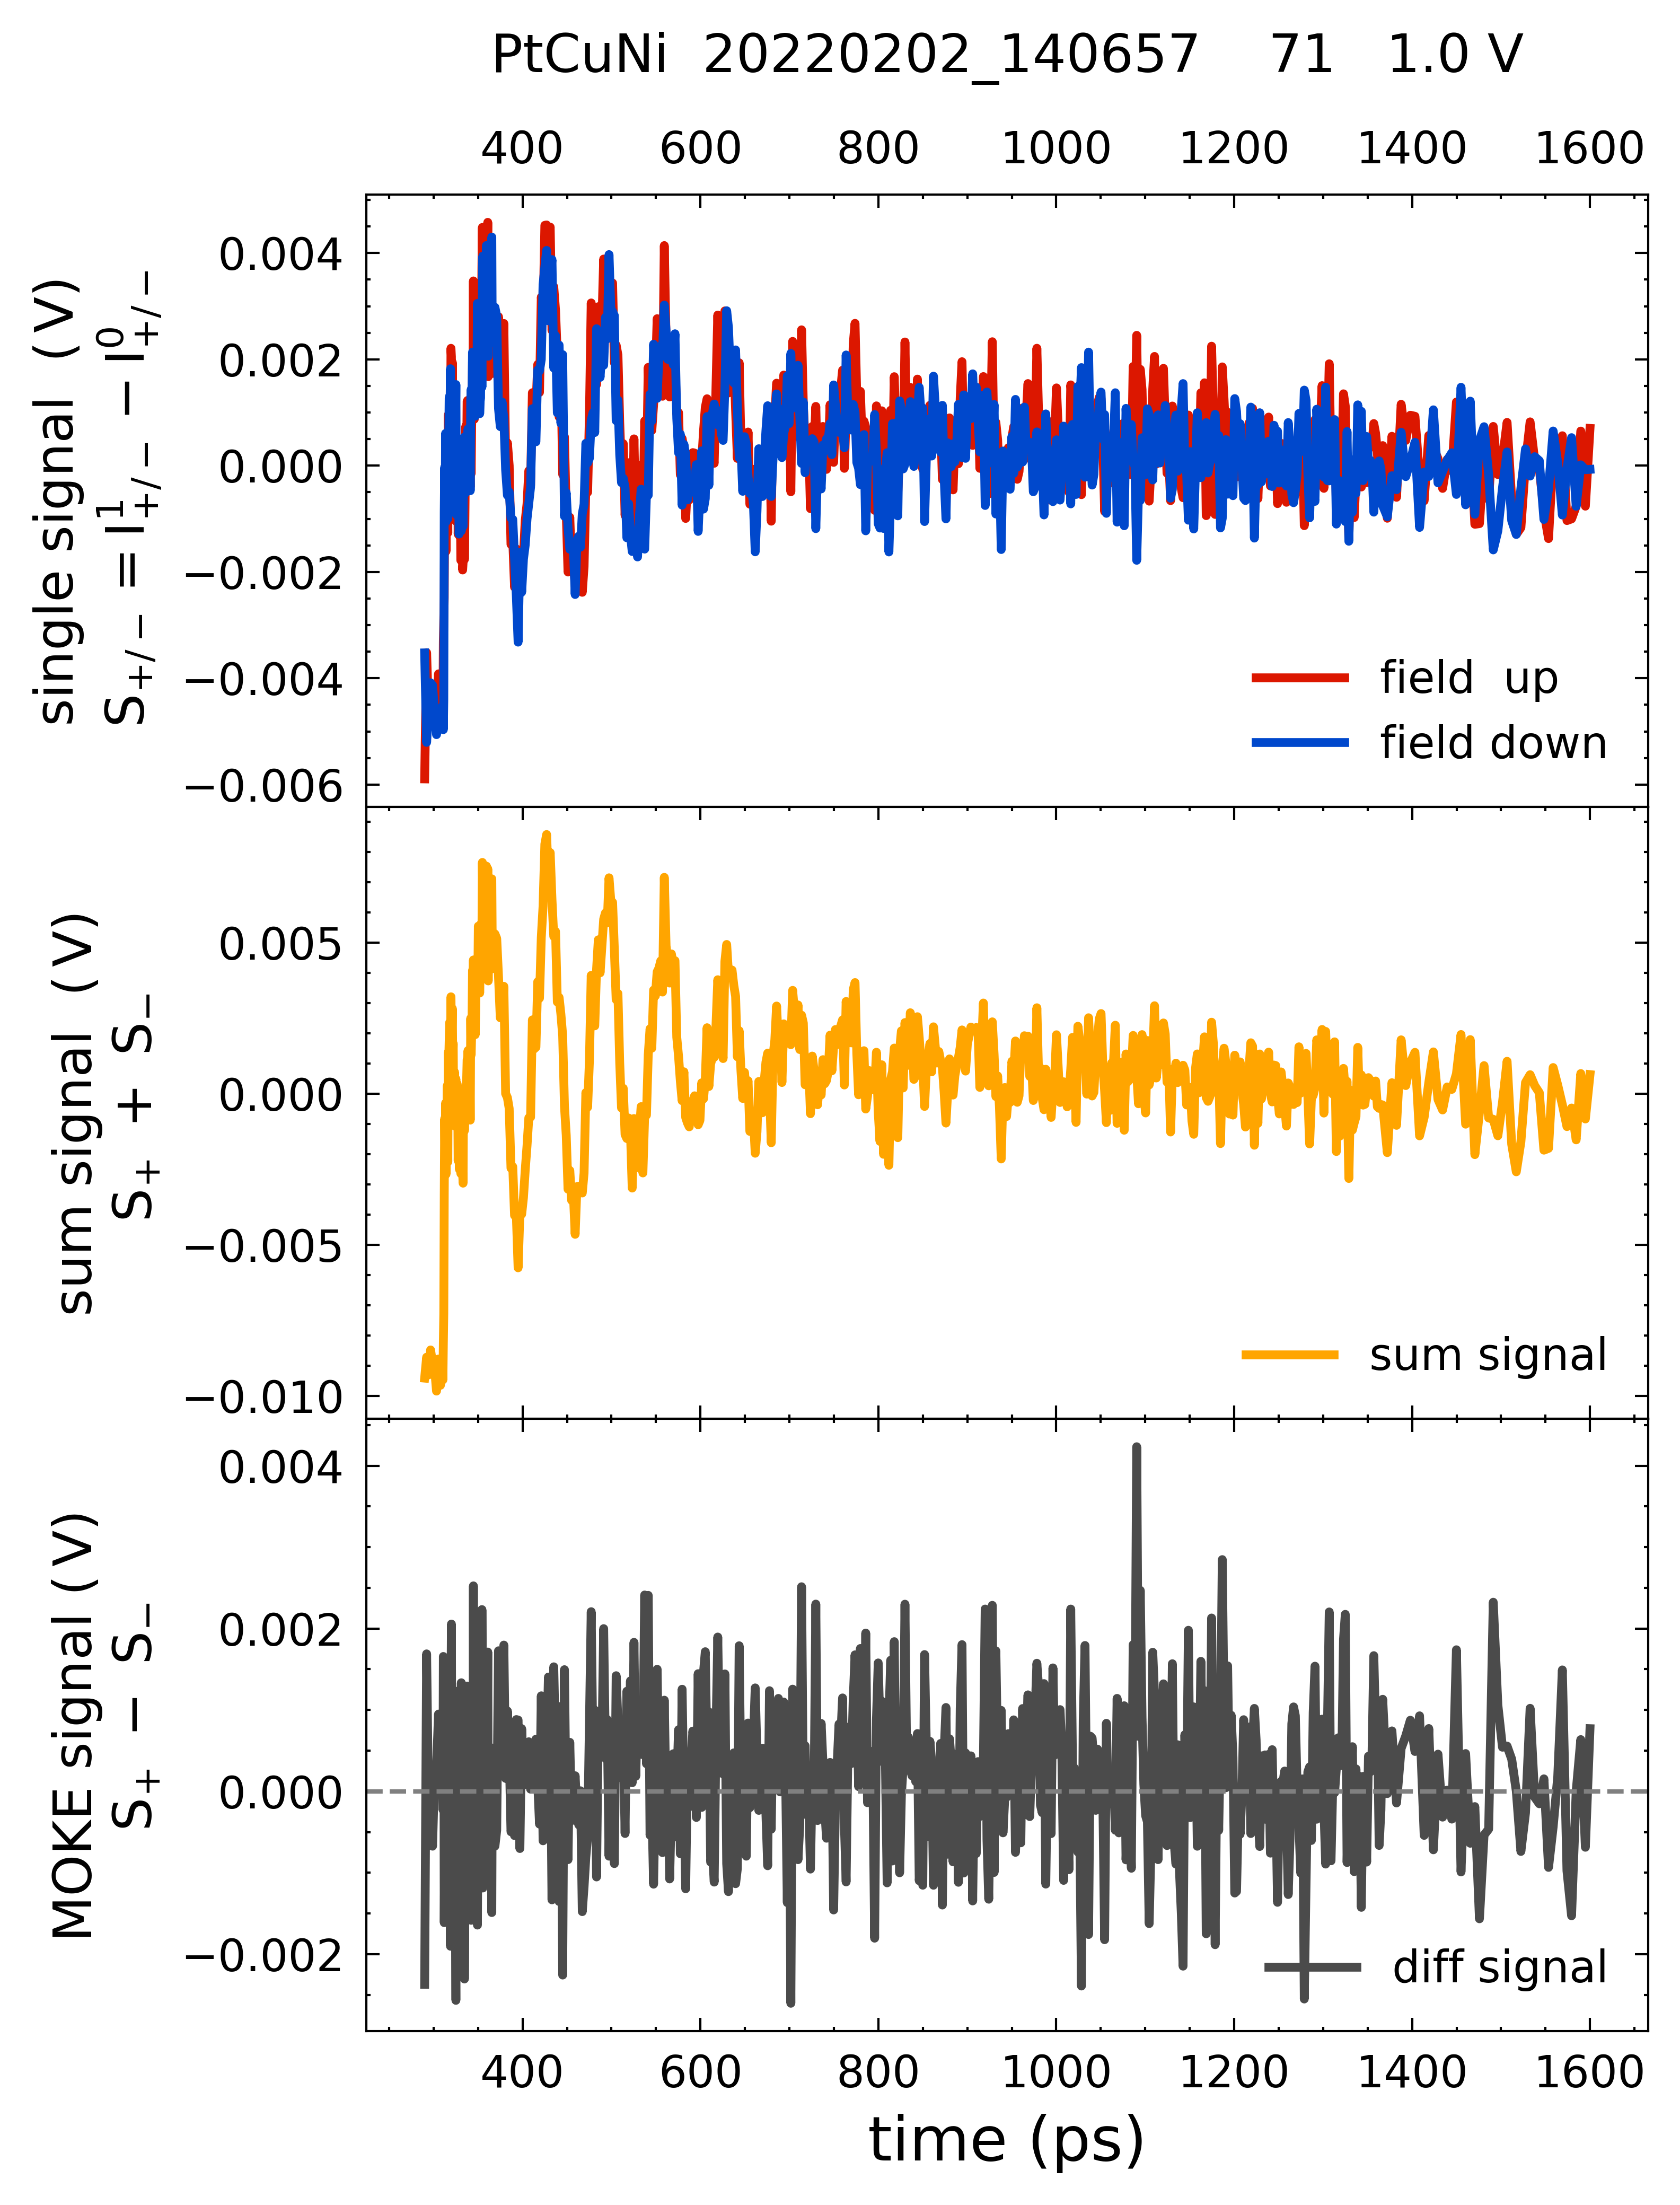 PtCuNi  20220202_140657    71   1.0 V
400 600 800 1000 1200 1400 1600
single signal  (V)
S₊/₋ = I¹₊/₋ − I⁰₊/₋
0.004
0.002
0.000
−0.002
−0.004
−0.006
field  up
field down
sum signal  (V)
S₊ + S₋
0.005
0.000
−0.005
−0.010
sum signal
MOKE signal (V)
S₊ − S₋
0.004
0.002
0.000
−0.002
diff signal
400 600 800 1000 1200 1400 1600
time (ps)